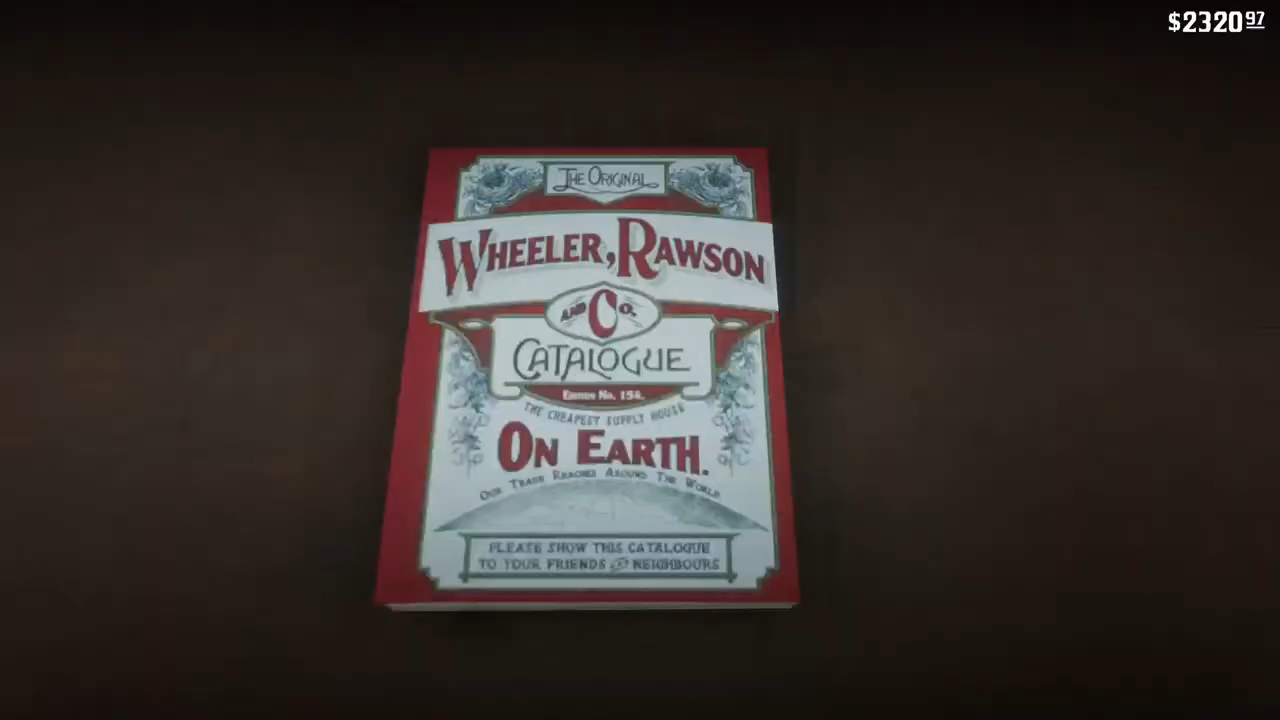 $2320.97
THE ORIGINAL
WHEELER, RAWSON
AND CO.
CATALOGUE
EDITION No. 154.
THE CHEAPEST SUPPLY HOUSE
ON EARTH.
OUR TRADE REACHES AROUND THE WORLD
PLEASE SHOW THIS CATALOGUE
TO YOUR FRIENDS & NEIGHBOURS